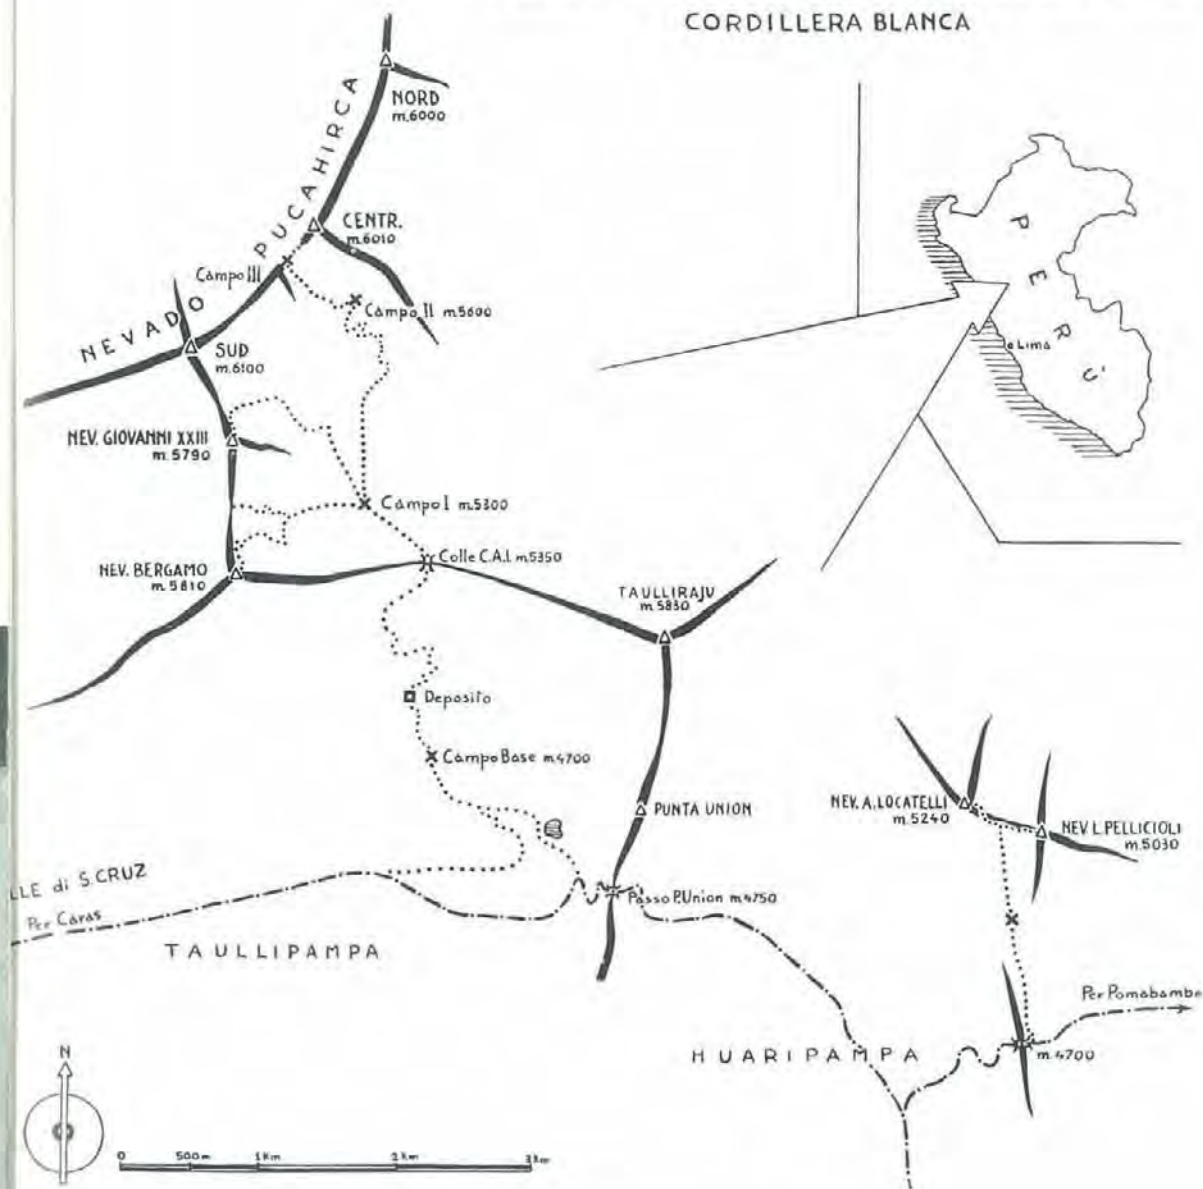 CORDILLERA BLANCA
NORD
m.6000
NEVADO PUCAHIRCA
CENTR.
m.6010
Campo III
Campo II m.5600
SUD
m.6100
PERÚ
Lima
NEV. GIOVANNI XXIII
m.5790
Campo I m.5300
Colle C.A.I. m.5350
NEV. BERGAMO
m.5810
TAULLIRAJU
m.5830
Deposito
Campo Base m.4700
PUNTA UNION
NEV. A. LOCATELLI
m.5240
NEV. L. PELLICIOLI
m.5030
LLE di S. CRUZ
Per Caras
Passo P. Union m.4750
TAULLIPAMPA
Per Pomabamba
HUARIPAMPA
m.4700
N
0 500m 1Km 2Km 3Km